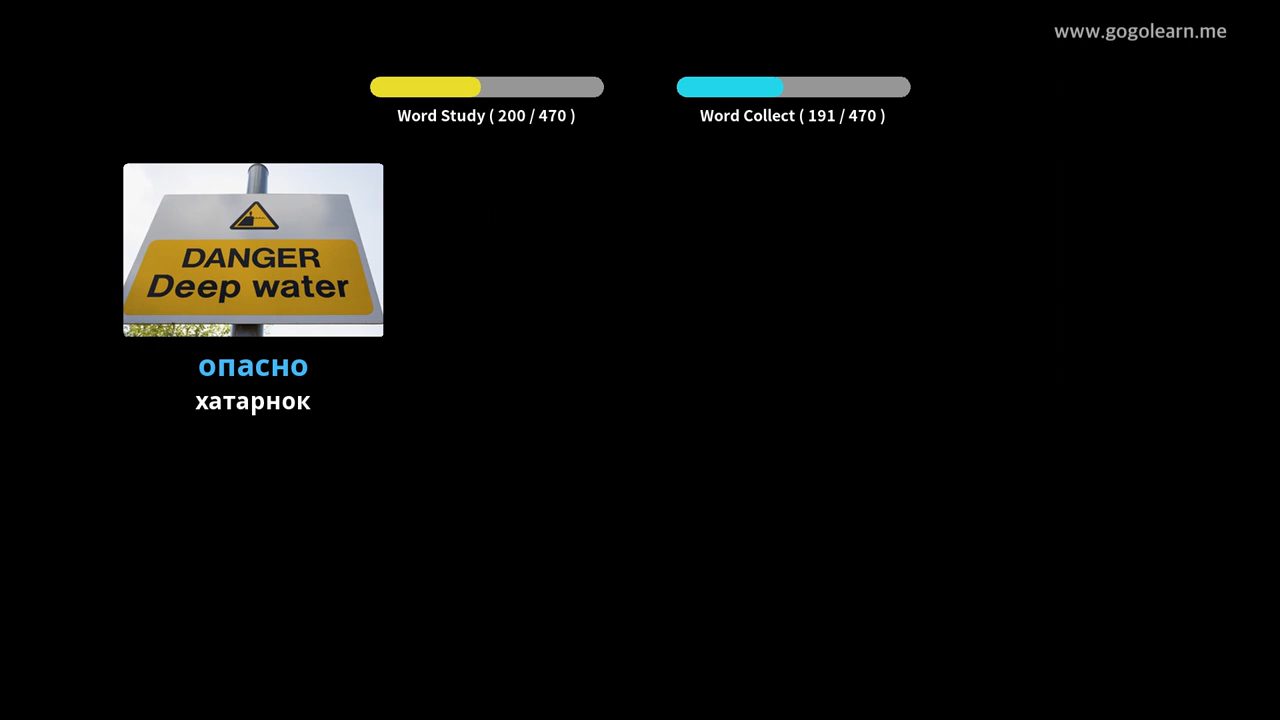 www.gogolearn.me
Word Study ( 200 / 470 )
Word Collect ( 191 / 470 )
DANGER
Deep water
опасно
хатарнок